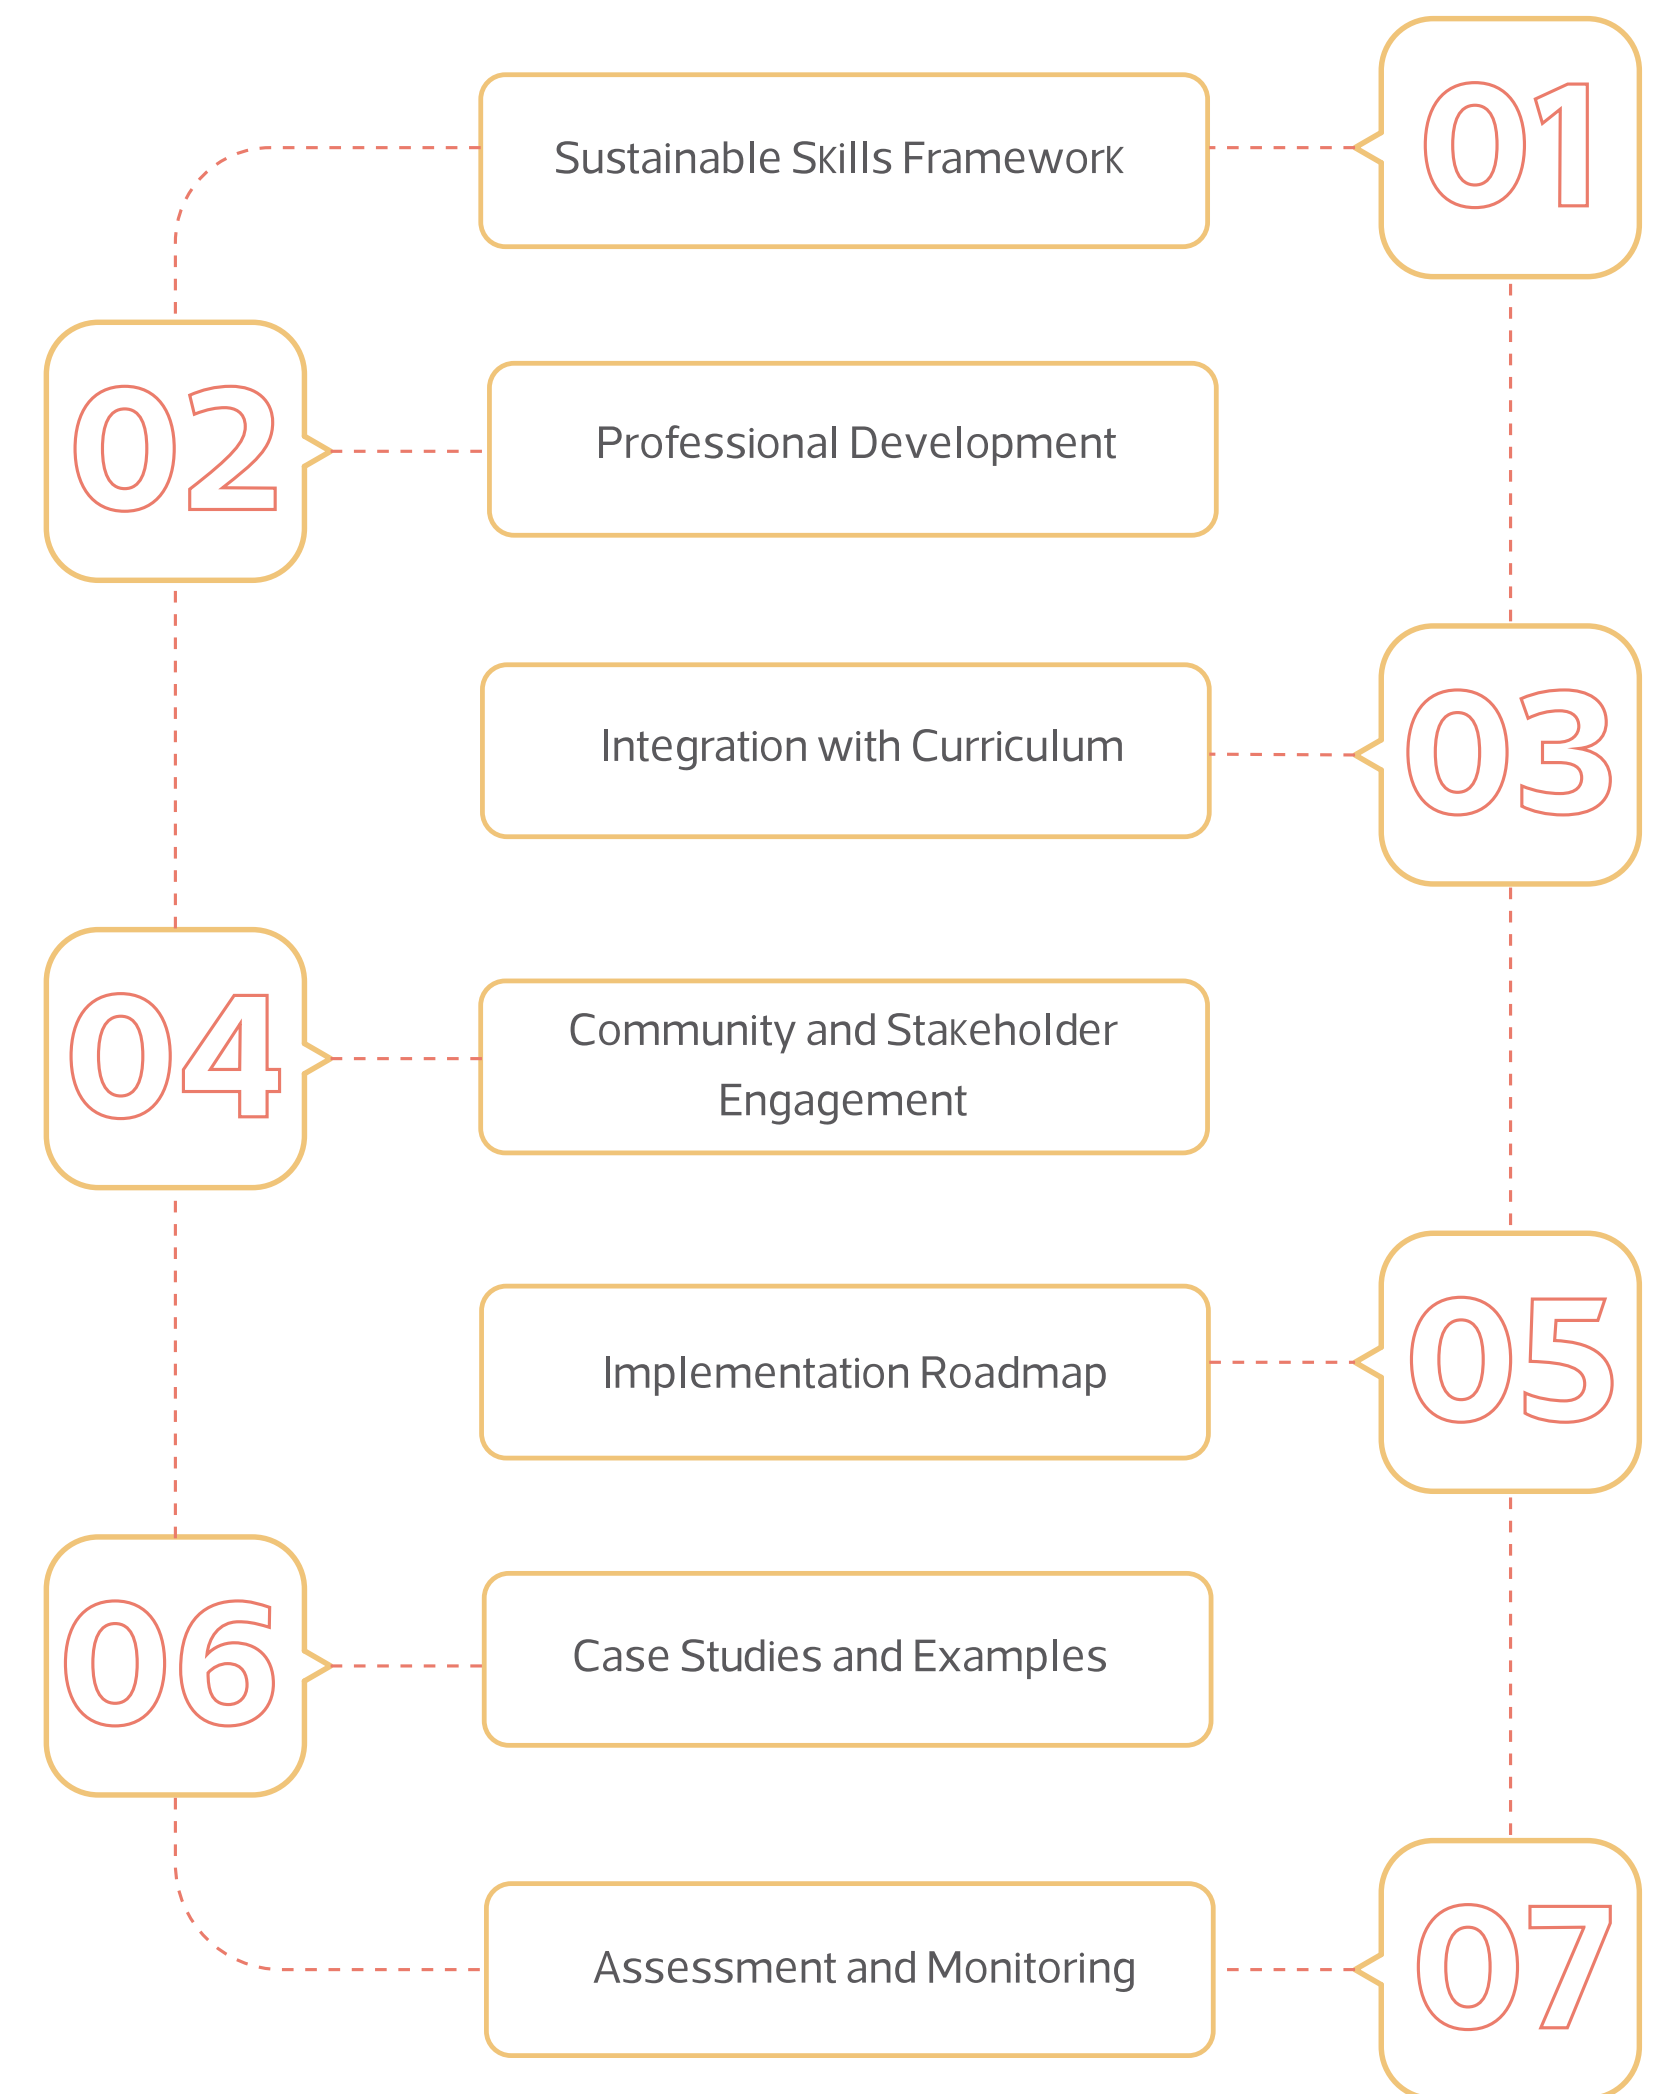 01
Sustainable Skills Framework
02
Professional Development
03
Integration with Curriculum
04
Community and Stakeholder
Engagement
05
Implementation Roadmap
06
Case Studies and Examples
07
Assessment and Monitoring